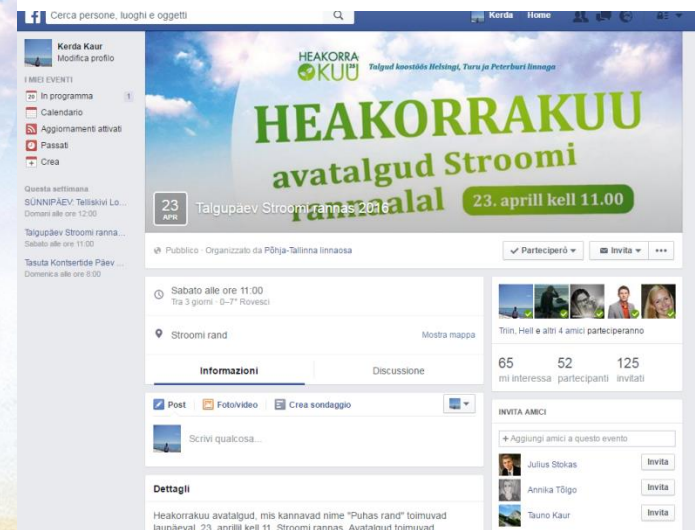 Cerca persone, luoghi e oggetti
Kerda Home
Kerda Kaur
Modifica profilo
I MIEI EVENTI
20 In programma 1
Calendario
Aggiornamenti attivati
Passati
Crea
Questa settimana
SÜNNIPÄEV: Telliskivi Lo...
Domani alle ore 12:00
Talgupäev Stroomi ranna...
Sabato alle ore 11:00
Tasuta Kontsertide Päev ...
Domenica alle ore 8:00
HEAKORRA
KUU
Talgud koostöös Helsingi, Turu ja Peterburi linnaga
HEAKORRAKUU
avatalgud Stroomi
rannaalal
23. aprill kell 11.00
23
APR
Talgupäev Stroomi rannas 2016
Pubblico · Organizzato da Põhja-Tallinna linnaosa
Parteciperò
Invita
Sabato alle ore 11:00
Tra 3 giorni · 0–7° Rovesci
Stroomi rand
Mostra mappa
Informazioni
Discussione
Post
Foto/video
Crea sondaggio
Scrivi qualcosa...
Dettagli
Heakorrakuu avatalgud, mis kannavad nime "Puhas rand" toimuvad
laupäeval, 23. aprillil kell 11, Stroomi rannas. Avatalgud toimuvad
Triin, Hell e altri 4 amici parteciperanno
65 52 125
mi interessa partecipanti invitati
INVITA AMICI
+ Aggiungi amici a questo evento
Julius Stokas Invita
Annika Tõlgo Invita
Tauno Kaur Invita